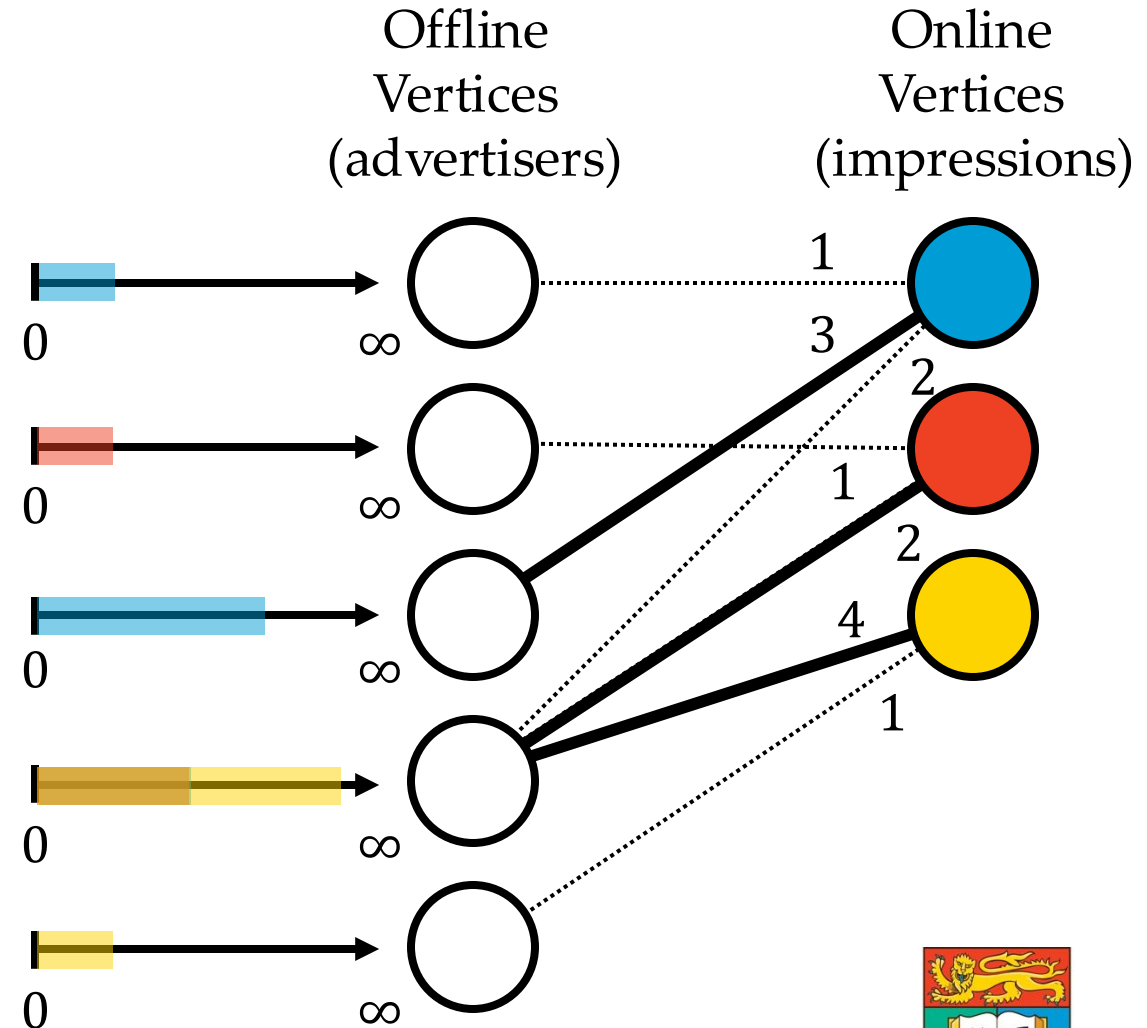 Offline
Vertices
(advertisers)
Online
Vertices
(impressions)
1
0
∞
3
2
0
∞
1
2
0
∞
4
1
0
∞
0
∞